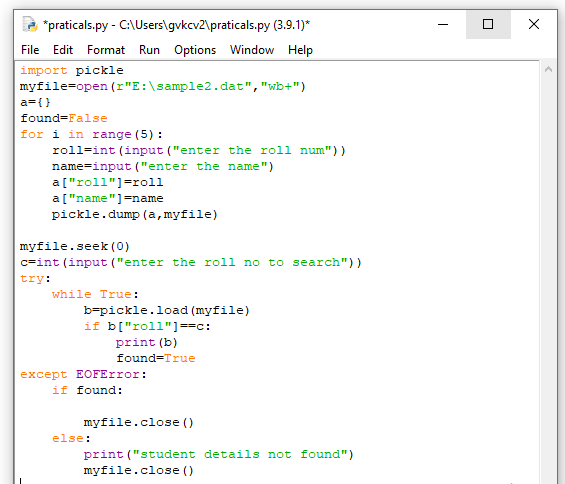 *praticals.py - C:\Users\gvkcv2\praticals.py (3.9.1)*
File Edit Format Run Options Window Help
import pickle
myfile=open(r"E:\sample2.dat","wb+")
a={}
found=False
for i in range(5):
    roll=int(input("enter the roll num"))
    name=input("enter the name")
    a["roll"]=roll
    a["name"]=name
    pickle.dump(a,myfile)

myfile.seek(0)
c=int(input("enter the roll no to search"))
try:
    while True:
        b=pickle.load(myfile)
        if b["roll"]==c:
            print(b)
            found=True
except EOFError:
    if found:

        myfile.close()
    else:
        print("student details not found")
        myfile.close()